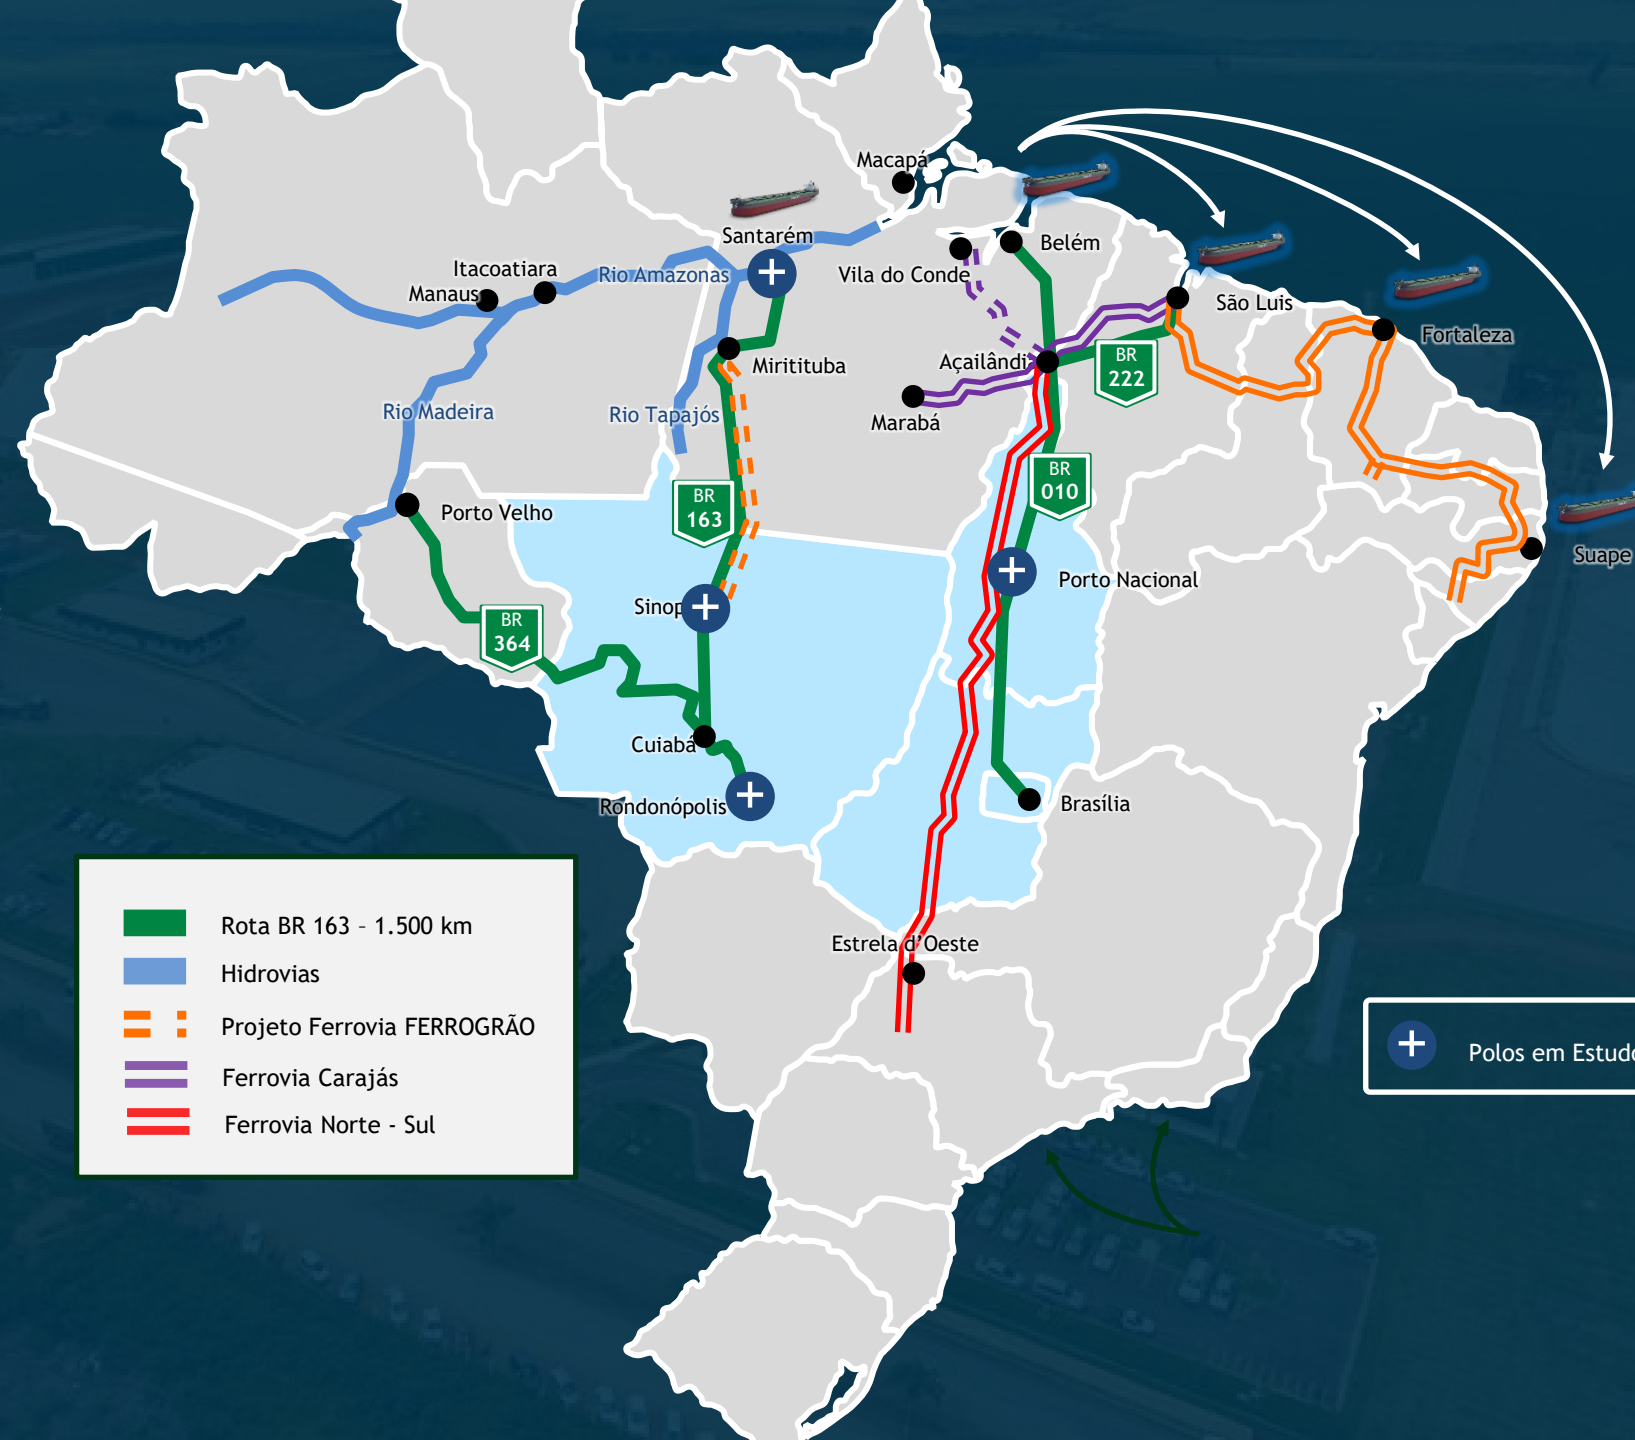 Macapá
Santarém
Belém
Vila do Conde
Itacoatiara
Rio Amazonas
Manaus
São Luis
Fortaleza
Miritituba
Açailândi
BR
222
Rio Madeira
Rio Tapajós
Marabá
BR
010
BR
163
Porto Velho
Suape
Porto Nacional
Sinop
BR
364
Cuiabá
Rondonópolis
Brasília
Estrela d’Oeste
Rota BR 163 – 1.500 km
Hidrovias
Projeto Ferrovia FERROGRÃO
Ferrovia Carajás
Ferrovia Norte - Sul
Polos em Estudo